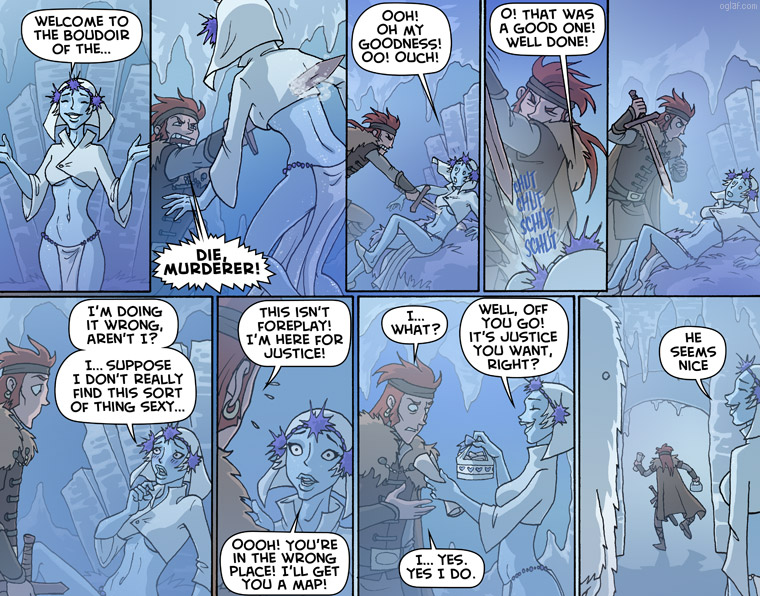 oglaf.com
WELCOME TO
THE BOUDOIR
OF THE...
DIE,
MURDERER!
OOH!
OH MY
GOODNESS!
OO! OUCH!
O! THAT WAS
A GOOD ONE!
WELL DONE!
SHUT
SHUF
SCHUF
SCHUF
I'M DOING
IT WRONG,
AREN'T I?
I... SUPPOSE
I DON'T REALLY
FIND THIS SORT
OF THING SEXY...
THIS ISN'T
FOREPLAY!
I'M HERE FOR
JUSTICE!
OOOH! YOU'RE
IN THE WRONG
PLACE! I'LL GET
YOU A MAP!
I...
WHAT?
WELL, OFF
YOU GO!
IT'S JUSTICE
YOU WANT,
RIGHT?
I... YES.
YES I DO.
HE
SEEMS
NICE